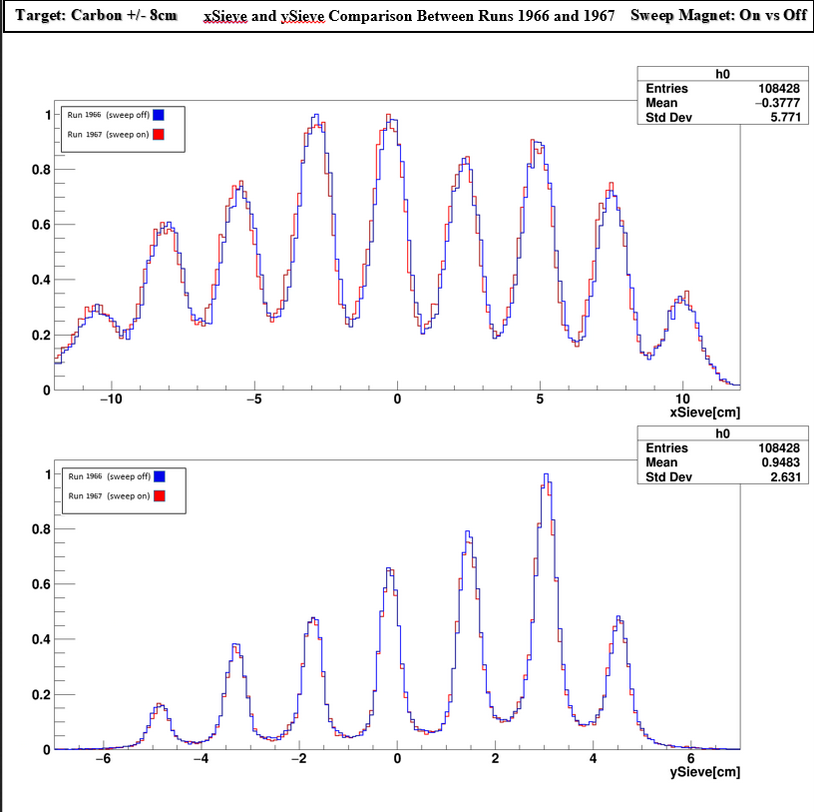 Target: Carbon +/- 8cm xSieve and ySieve Comparison Between Runs 1966 and 1967 Sweep Magnet: On vs Off
h0
Entries 108428
Mean −0.3777
Std Dev 5.771
Run 1966 (sweep off)
Run 1967 (sweep on)
1
0.8
0.6
0.4
0.2
0
−10 −5 0 5 10
xSieve[cm]
h0
Entries 108428
Mean 0.9483
Std Dev 2.631
Run 1966 (sweep off)
Run 1967 (sweep on)
1
0.8
0.6
0.4
0.2
0
−6 −4 −2 0 2 4 6
ySieve[cm]